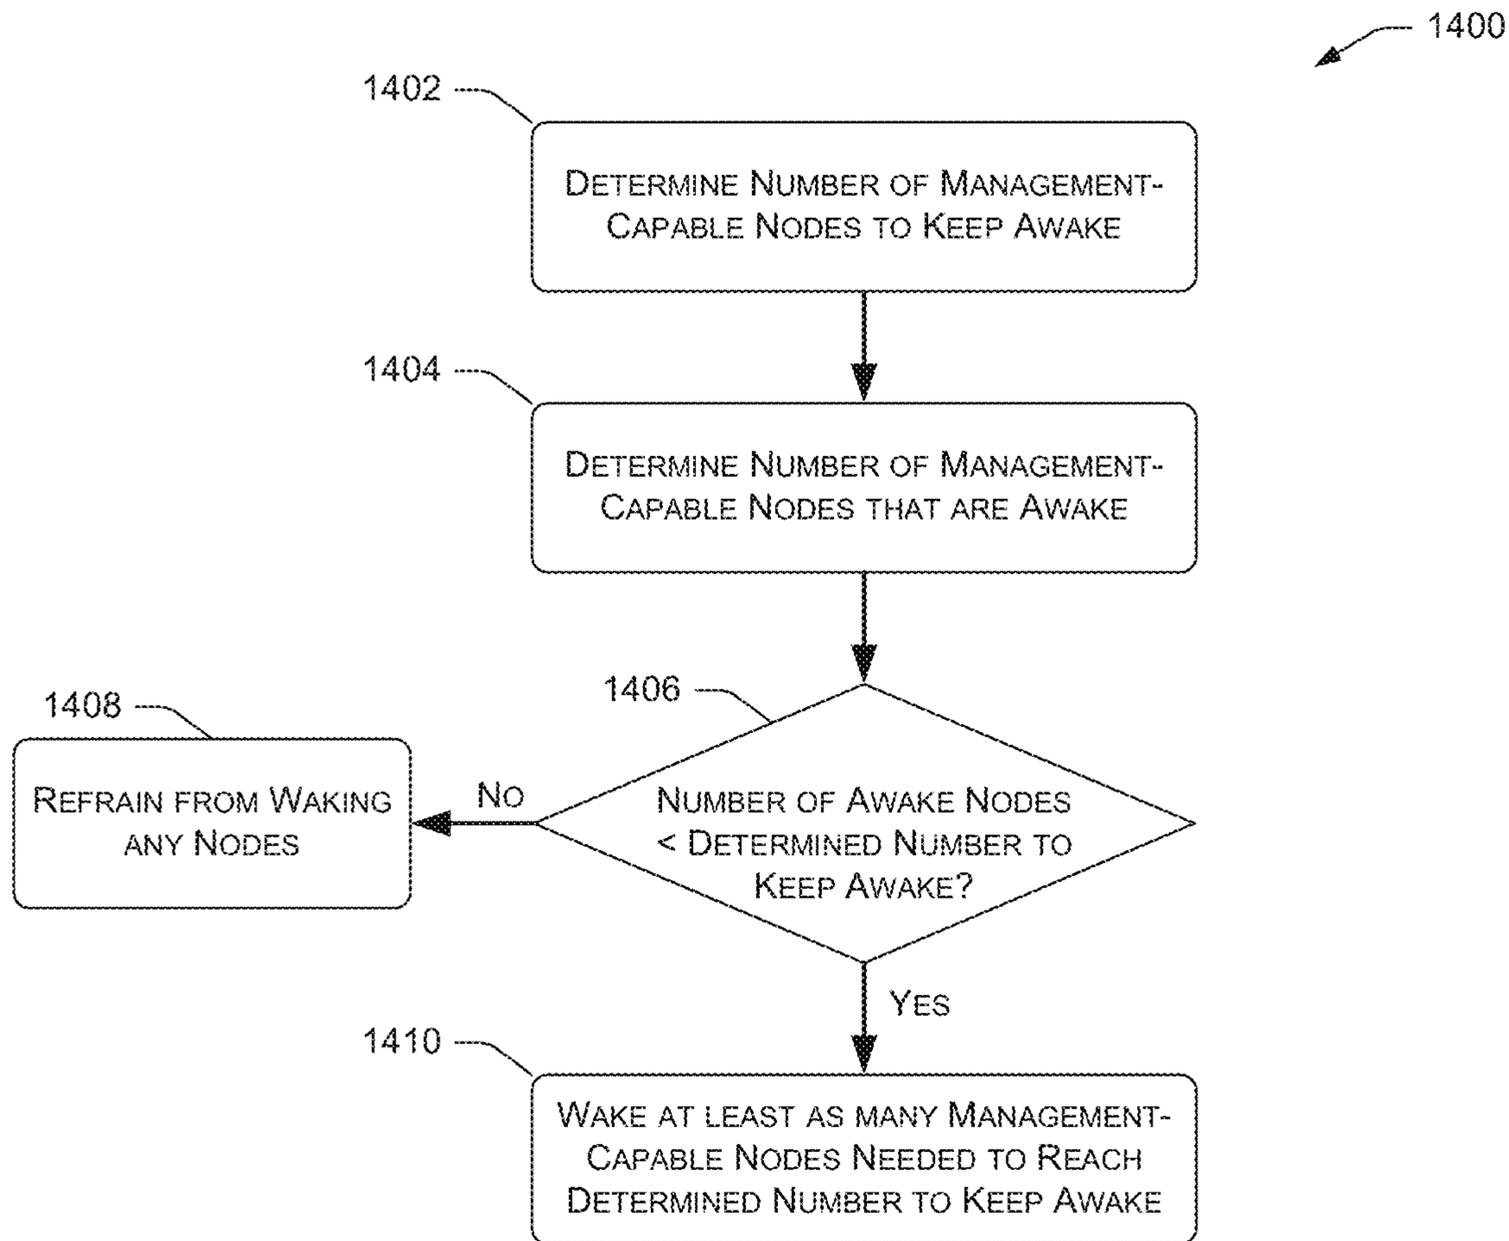 1400
1402
DETERMINE NUMBER OF MANAGEMENT-
CAPABLE NODES TO KEEP AWAKE
1404
DETERMINE NUMBER OF MANAGEMENT-
CAPABLE NODES THAT ARE AWAKE
1406
NUMBER OF AWAKE NODES
< DETERMINED NUMBER TO
KEEP AWAKE?
1408
NO
REFRAIN FROM WAKING
ANY NODES
YES
1410
WAKE AT LEAST AS MANY MANAGEMENT-
CAPABLE NODES NEEDED TO REACH
DETERMINED NUMBER TO KEEP AWAKE